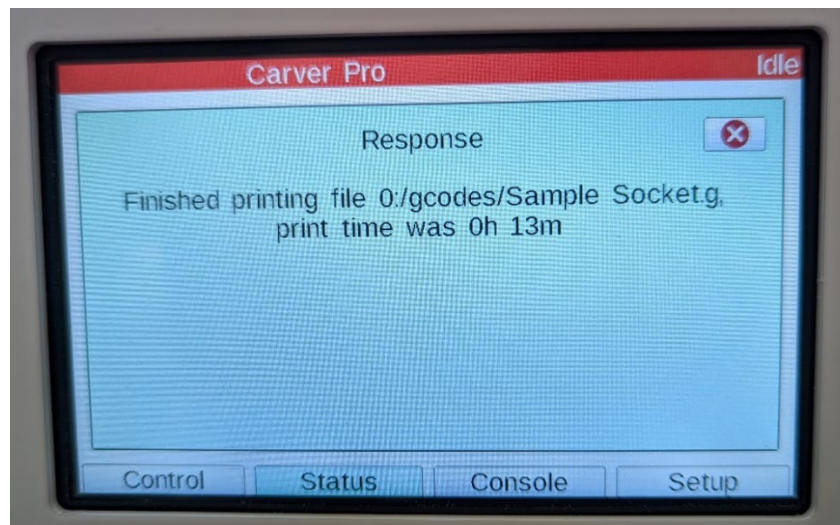 Carver Pro
Idle
Response
Finished printing file 0:/gcodes/Sample Socket.g,
print time was 0h 13m
Control
Status
Console
Setup